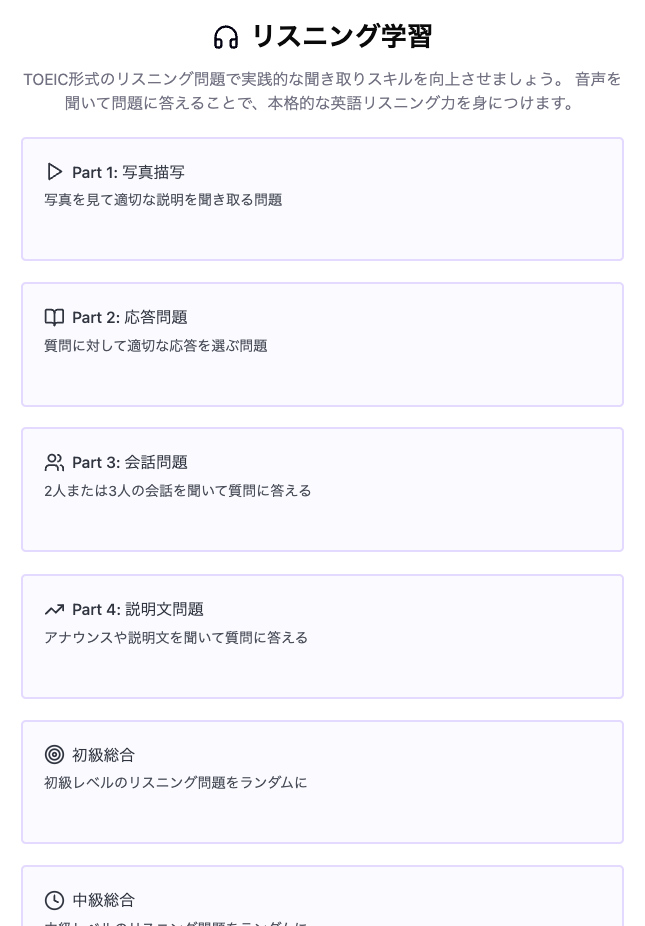 リスニング学習
TOEIC形式のリスニング問題で実践的な聞き取りスキルを向上させましょう。 音声を
聞いて問題に答えることで、本格的な英語リスニング力を身につけます。
Part 1: 写真描写
写真を見て適切な説明を聞き取る問題
Part 2: 応答問題
質問に対して適切な応答を選ぶ問題
Part 3: 会話問題
2人または3人の会話を聞いて質問に答える
Part 4: 説明文問題
アナウンスや説明文を聞いて質問に答える
初級総合
初級レベルのリスニング問題をランダムに
中級総合